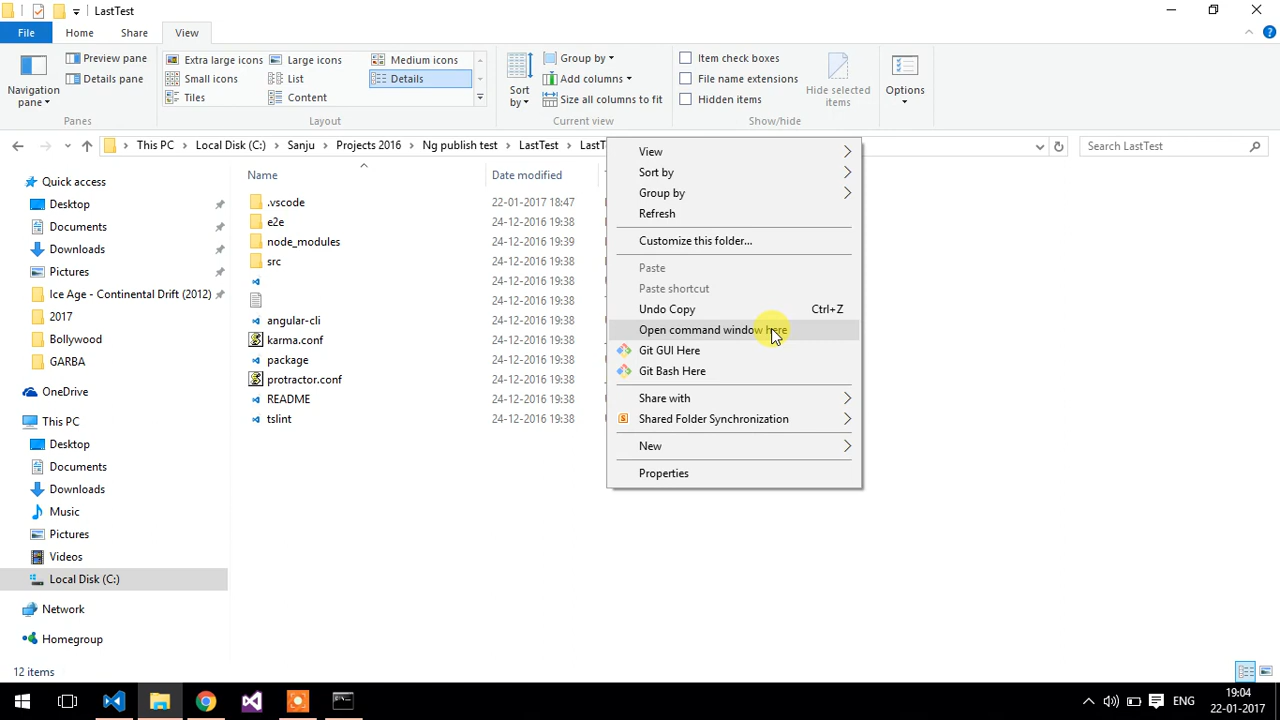 LastTest
File
Home
Share
View
Navigation pane
Preview pane
Details pane
Panes
Extra large icons
Large icons
Medium icons
Small icons
List
Details
Tiles
Content
Layout
Sort by
Group by
Add columns
Size all columns to fit
Current view
Item check boxes
File name extensions
Hidden items
Hide selected items
Show/hide
Options
This PC
Local Disk (C:)
Sanju
Projects 2016
Ng publish test
LastTest
Search LastTest
Quick access
Desktop
Documents
Downloads
Pictures
Ice Age - Continental Drift (2012)
2017
Bollywood
GARBA
OneDrive
This PC
Desktop
Documents
Downloads
Music
Pictures
Videos
Local Disk (C:)
Network
Homegroup
Name
Date modified
.vscode
22-01-2017 18:47
e2e
24-12-2016 19:38
node_modules
24-12-2016 19:39
src
24-12-2016 19:38
24-12-2016 19:38
24-12-2016 19:38
angular-cli
24-12-2016 19:38
karma.conf
24-12-2016 19:38
package
24-12-2016 19:38
protractor.conf
24-12-2016 19:38
README
24-12-2016 19:38
tslint
24-12-2016 19:38
View
Sort by
Group by
Refresh
Customize this folder...
Paste
Paste shortcut
Undo Copy Ctrl+Z
Open command window here
Git GUI Here
Git Bash Here
Share with
Shared Folder Synchronization
New
Properties
12 items
ENG
19:04
22-01-2017